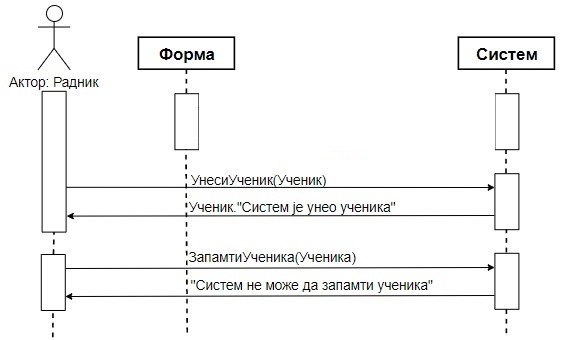 Форма
Систем
Актор: Радник
УнесиУченик(Ученик)
Ученик."Систем је унео ученика"
ЗапамтиУченика(Ученика)
"Систем не може да запамти ученика"